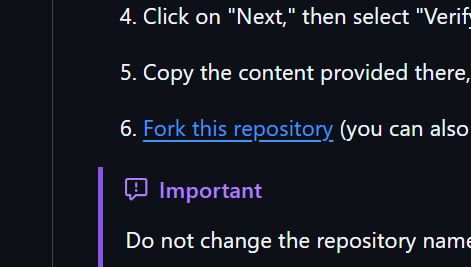 4. Click on "Next," then select "Verify
5. Copy the content provided there,
6. Fork this repository (you can also
Important
Do not change the repository name